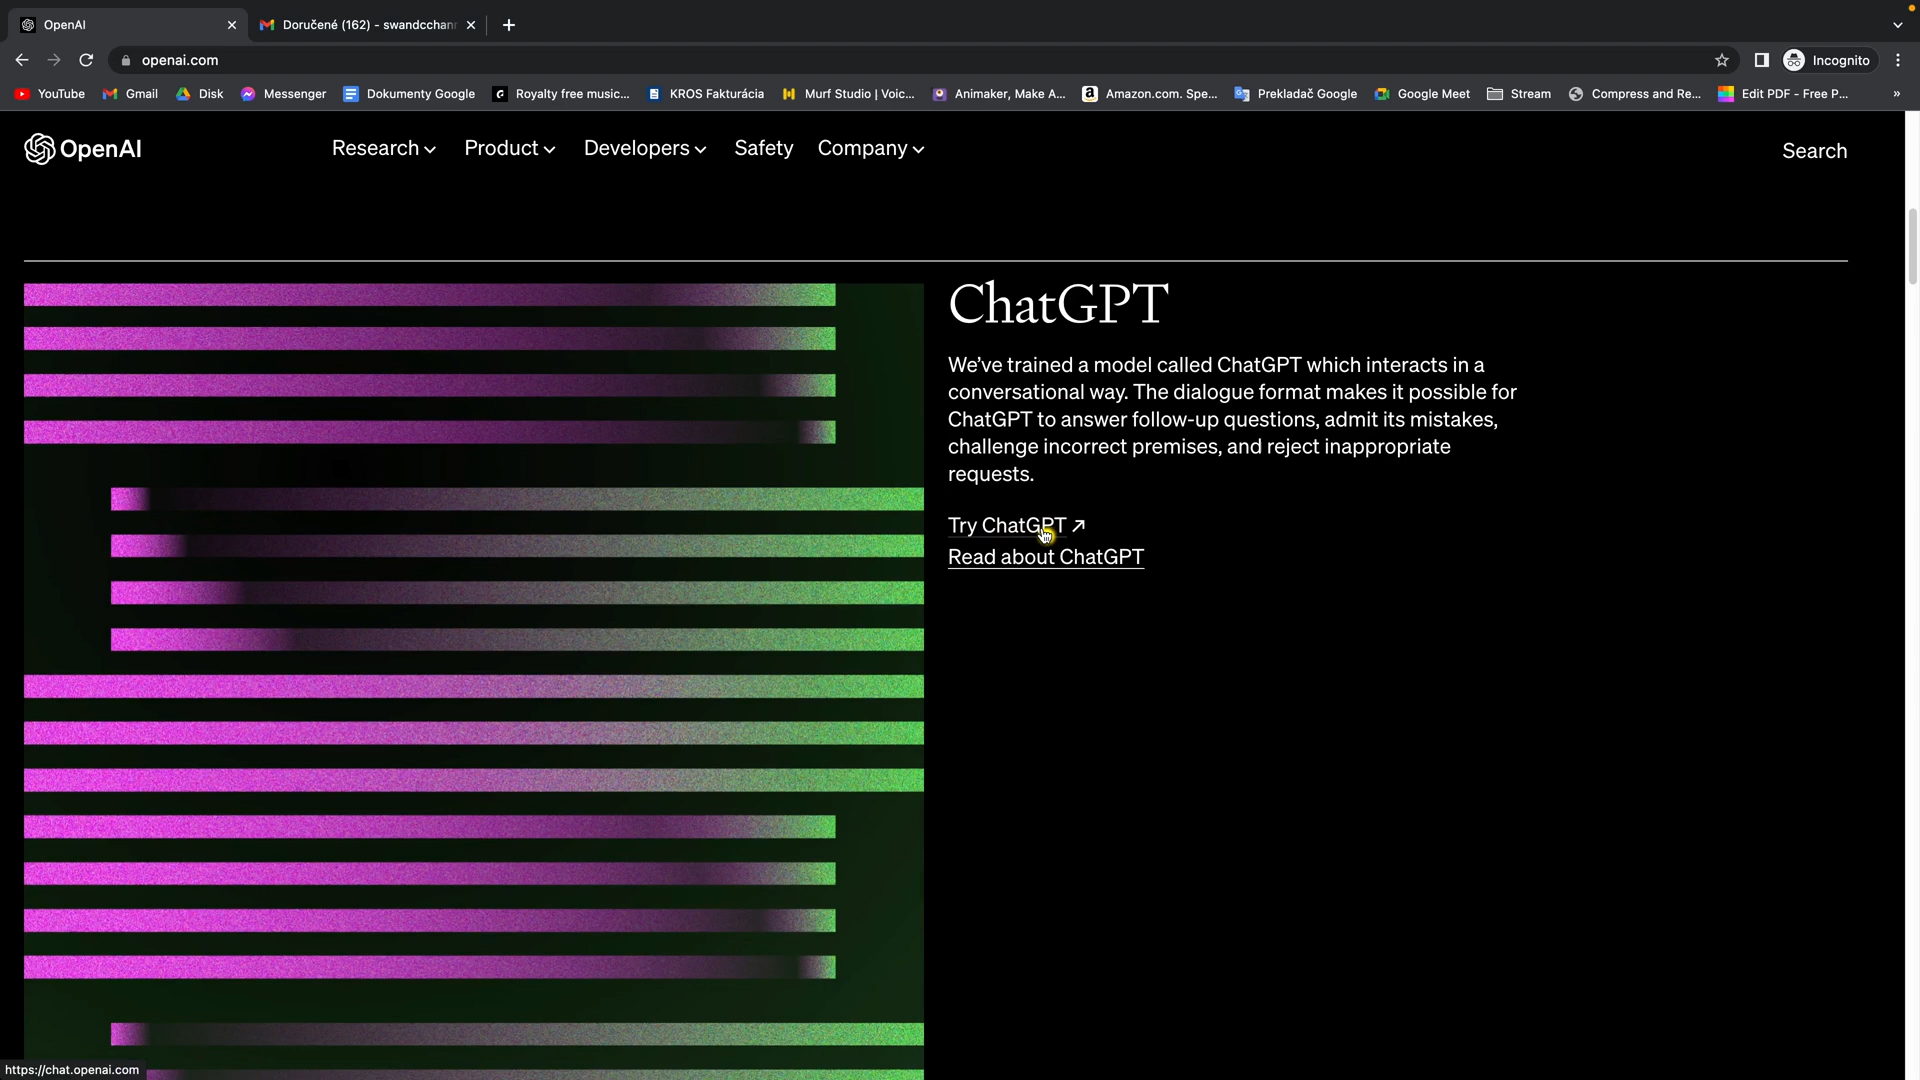 OpenAI
Doručené (162) - swandcchann
openai.com
Incognito
YouTube
Gmail
Disk
Messenger
Dokumenty Google
Royalty free music...
KROS Fakturácia
Murf Studio | Voic...
Animaker, Make A...
Amazon.com. Spe...
Prekladač Google
Google Meet
Stream
Compress and Re...
Edit PDF - Free P...
»
OpenAI
Research
Product
Developers
Safety
Company
Search
ChatGPT
We’ve trained a model called ChatGPT which interacts in a
conversational way. The dialogue format makes it possible for
ChatGPT to answer follow-up questions, admit its mistakes,
challenge incorrect premises, and reject inappropriate
requests.
Try ChatGPT ↗
Read about ChatGPT
https://chat.openai.com